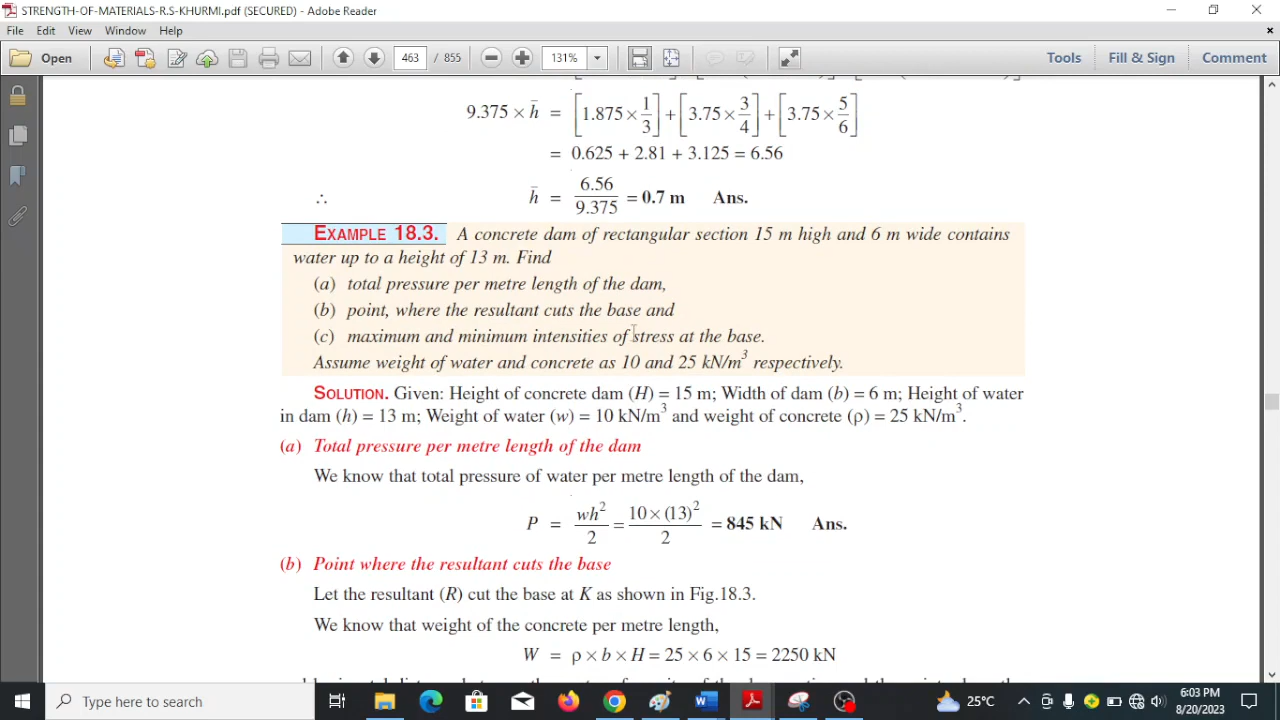 STRENGTH-OF-MATERIALS-R.S-KHURMI.pdf (SECURED) - Adobe Reader
File Edit View Window Help
Open 463 / 855 131% Tools Fill & Sign Comment
9.375 × h̄ = [1.875 × 1/3] + [3.75 × 3/4] + [3.75 × 5/6]
= 0.625 + 2.81 + 3.125 = 6.56
∴ h̄ = 6.56/9.375 = 0.7 m Ans.
EXAMPLE 18.3. A concrete dam of rectangular section 15 m high and 6 m wide contains
water up to a height of 13 m. Find
(a) total pressure per metre length of the dam,
(b) point, where the resultant cuts the base and
(c) maximum and minimum intensities of stress at the base.
Assume weight of water and concrete as 10 and 25 kN/m³ respectively.
SOLUTION. Given: Height of concrete dam (H) = 15 m; Width of dam (b) = 6 m; Height of water
in dam (h) = 13 m; Weight of water (w) = 10 kN/m³ and weight of concrete (ρ) = 25 kN/m³.
(a) Total pressure per metre length of the dam
We know that total pressure of water per metre length of the dam,
P = wh²/2 = 10 × (13)²/2 = 845 kN Ans.
(b) Point where the resultant cuts the base
Let the resultant (R) cut the base at K as shown in Fig.18.3.
We know that weight of the concrete per metre length,
W = ρ × b × H = 25 × 6 × 15 = 2250 kN
Type here to search 25°C 6:03 PM
8/20/2023